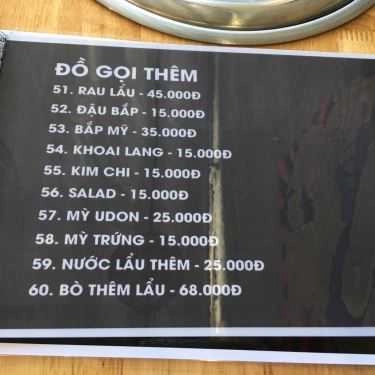 ĐỒ GỌI THÊM
51. RAU LẨU - 45.000Đ
52. ĐẬU BẮP - 15.000Đ
53. BẮP MỸ - 35.000Đ
54. KHOAI LANG - 15.000Đ
55. KIM CHI - 15.000Đ
56. SALAD - 15.000Đ
57. MỲ UDON - 25.000Đ
58. MỲ TRỨNG - 15.000Đ
59. NƯỚC LẨU THÊM - 25.000Đ
60. BÒ THÊM LẨU - 68.000Đ